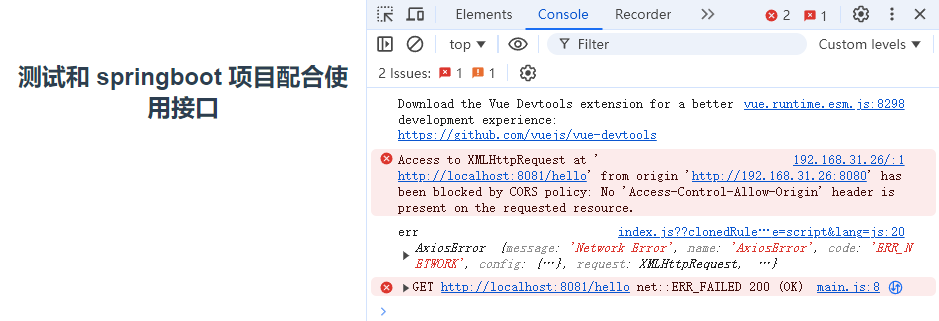 测试和 springboot 项目配合使
用接口
Elements Console Recorder 2 1
top Filter Custom levels
2 Issues: 1 1
Download the Vue Devtools extension for a better vue.runtime.esm.js:8298
development experience:
https://github.com/vuejs/vue-devtools
Access to XMLHttpRequest at ' 192.168.31.26/:1
http://localhost:8081/hello' from origin 'http://192.168.31.26:8080' has
been blocked by CORS policy: No 'Access-Control-Allow-Origin' header is
present on the requested resource.
err index.js??clonedRule…e=script&lang=js:20
AxiosError {message: 'Network Error', name: 'AxiosError', code: 'ERR_N
ETWORK', config: {…}, request: XMLHttpRequest, …}
GET http://localhost:8081/hello net::ERR_FAILED 200 (OK) main.js:8